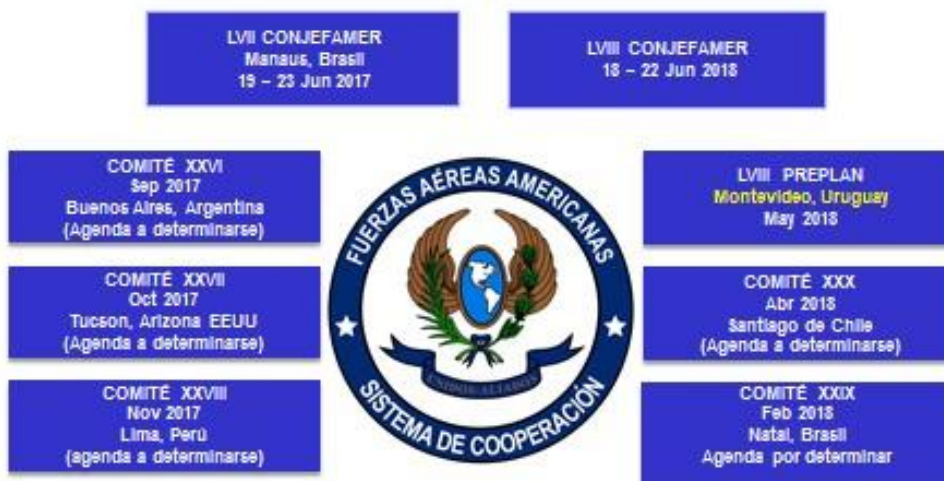 LVII CONJEFAMER
Manaus, Brasil
19 – 23 Jun 2017
LVIII CONJEFAMER
18 – 22 Jun 2018
COMITÉ XXVI
Sep 2017
Buenos Aires, Argentina
(Agenda a determinarse)
COMITÉ XXVII
Oct 2017
Tucson, Arizona EEUU
(Agenda a determinarse)
COMITÉ XXVIII
Nov 2017
Lima, Perú
(agenda a determinarse)
FUERZAS AÉREAS AMERICANAS
UNIDOS ALIADOS
SISTEMA DE COOPERACIÓN
LVIII PREPLAN
Montevideo, Uruguay
May 2018
COMITÉ XXX
Abr 2018
Santiago de Chile
(Agenda a determinarse)
COMITÉ XXIX
Feb 2018
Natal, Brasil
Agenda por determinar